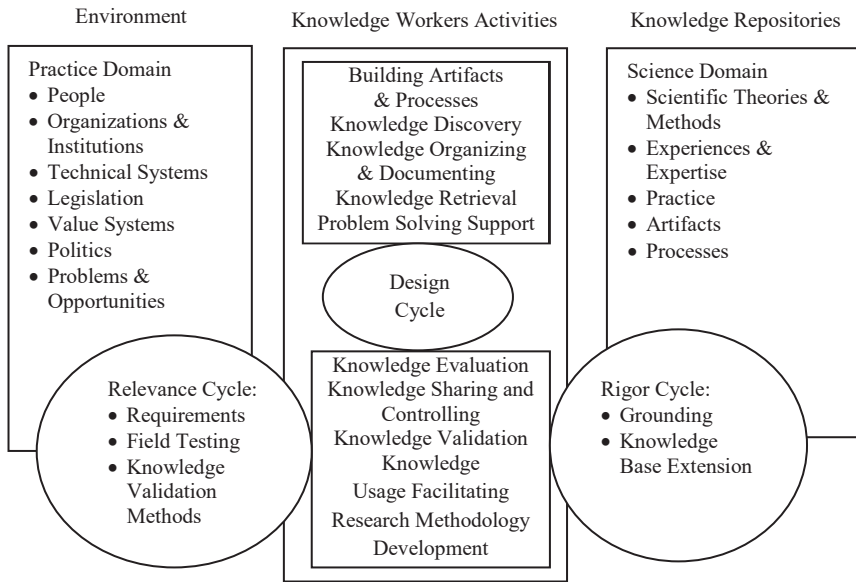 Environment
Practice Domain
• People
• Organizations &
Institutions
• Technical Systems
• Legislation
• Value Systems
• Politics
• Problems &
Opportunities
Relevance Cycle:
• Requirements
• Field Testing
• Knowledge
Validation
Methods
Knowledge Workers Activities
Building Artifacts
& Processes
Knowledge Discovery
Knowledge Organizing
& Documenting
Knowledge Retrieval
Problem Solving Support
Design
Cycle
Knowledge Evaluation
Knowledge Sharing and
Controlling
Knowledge Validation
Knowledge
Usage Facilitating
Research Methodology
Development
Knowledge Repositories
Science Domain
• Scientific Theories &
Methods
• Experiences &
Expertise
• Practice
• Artifacts
• Processes
Rigor Cycle:
• Grounding
• Knowledge
Base Extension